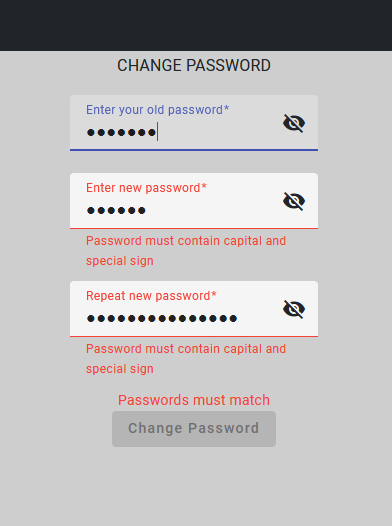 CHANGE PASSWORD
Enter your old password*
●●●●●●●
Enter new password*
●●●●●●
Password must contain capital and
special sign
Repeat new password*
●●●●●●●●●●●●●●●
Password must contain capital and
special sign
Passwords must match
Change Password